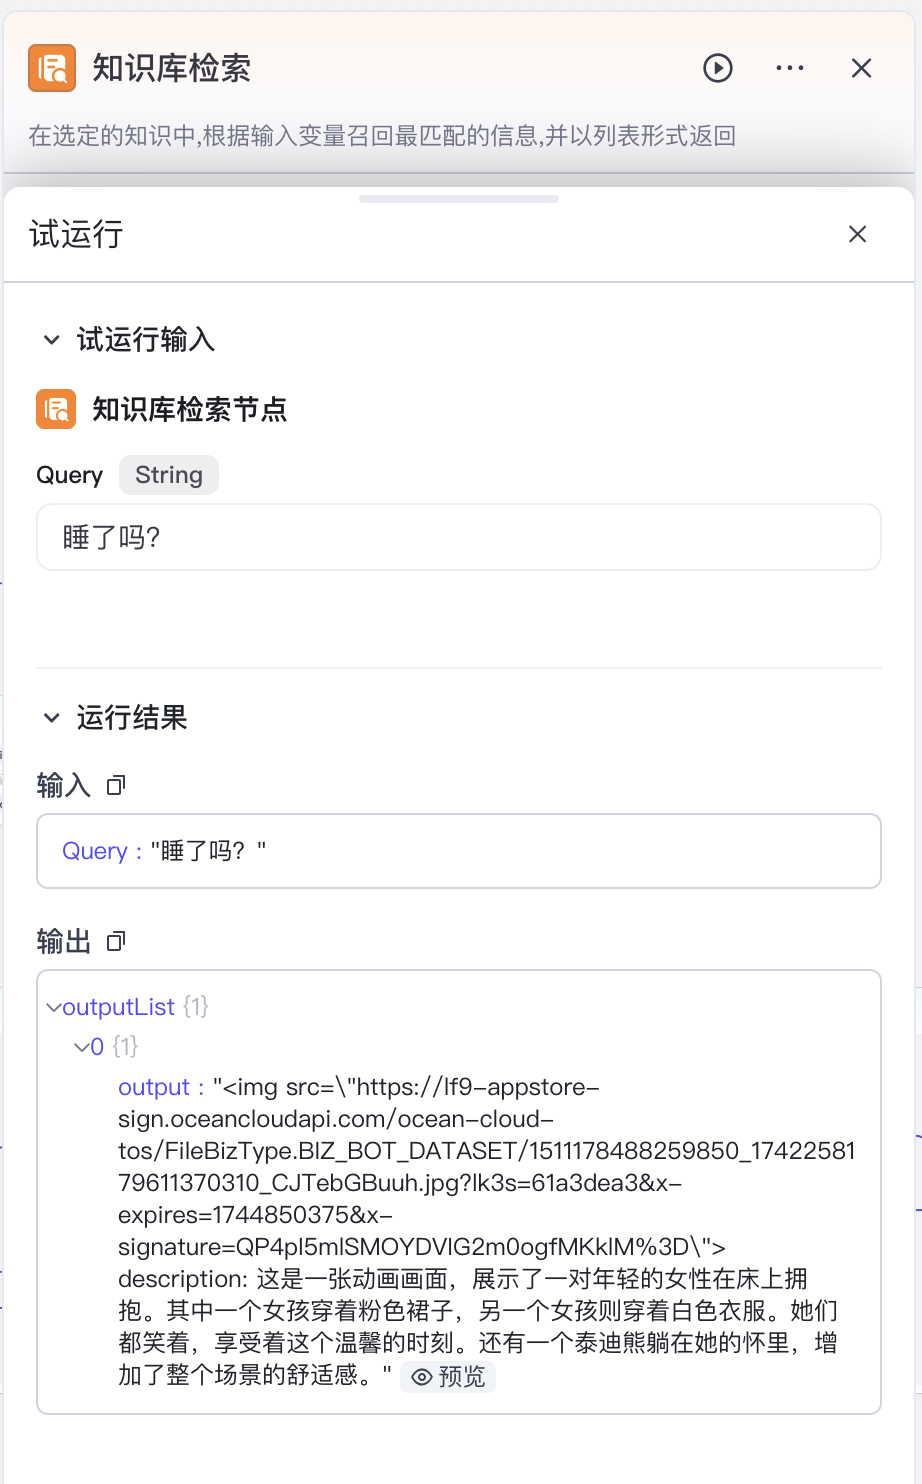 知识库检索
在选定的知识中,根据输入变量召回最匹配的信息,并以列表形式返回
试运行
试运行输入
知识库检索节点
Query String
睡了吗?
运行结果
输入
Query : "睡了吗？"
输出
outputList {1}
0 {1}
output : "<img src=\"https://lf9-appstore-
sign.oceancloudapi.com/ocean-cloud-
tos/FileBizType.BIZ_BOT_DATASET/1511178488259850_17422581
79611370310_CJTebGBuuh.jpg?lk3s=61a3dea3&x-
expires=1744850375&x-
signature=QP4pI5mlSMOYDVIG2m0ogfMKklM%3D\">
description: 这是一张动画画面，展示了一对年轻的女性在床上拥
抱。其中一个女孩穿着粉色裙子，另一个女孩则穿着白色衣服。她们
都笑着，享受着这个温馨的时刻。还有一个泰迪熊躺在她的怀里，增
加了整个场景的舒适感。" 预览